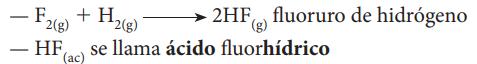 — F₂₍g₎ + H₂₍g₎ ⟶ 2HF₍g₎ fluoruro de hidrógeno
— HF₍ac₎ se llama ácido fluorhídrico